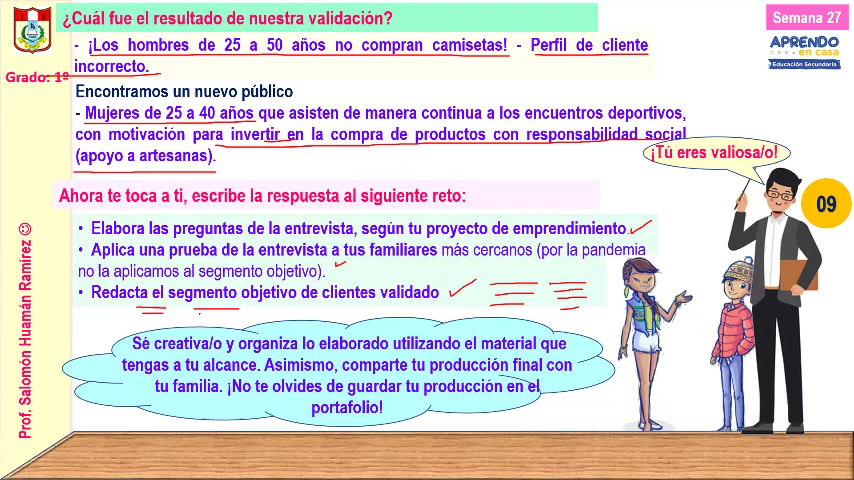 ¿Cuál fue el resultado de nuestra validación?
Semana 27
- ¡Los hombres de 25 a 50 años no compran camisetas! - Perfil de cliente
incorrecto.
APRENDO
en casa
Educación Secundaria
Grado: 1º
Encontramos un nuevo público
- Mujeres de 25 a 40 años que asisten de manera continua a los encuentros deportivos,
con motivación para invertir en la compra de productos con responsabilidad social
(apoyo a artesanas).
¡Tú eres valiosa/o!
Ahora te toca a ti, escribe la respuesta al siguiente reto:
09
• Elabora las preguntas de la entrevista, según tu proyecto de emprendimiento.
• Aplica una prueba de la entrevista a tus familiares más cercanos (por la pandemia
no la aplicamos al segmento objetivo).
• Redacta el segmento objetivo de clientes validado
Prof. Salomón Huamán Ramírez ☺
Sé creativa/o y organiza lo elaborado utilizando el material que
tengas a tu alcance. Asimismo, comparte tu producción final con
tu familia. ¡No te olvides de guardar tu producción en el
portafolio!